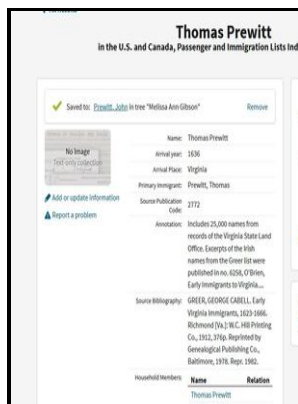 Thomas Prewitt
in the U.S. and Canada, Passenger and Immigration Lists Ind
Saved to: Prewitt, John in tree "Melissa Ann Gibson"
Remove
No Image
Text-only collection
Add or update information
Report a problem
Name: Thomas Prewitt
Arrival year: 1636
Arrival Place: Virginia
Primary Immigrant: Prewitt, Thomas
Source Publication
Code: 2772
Annotation: Includes 25,000 names from
records of the Virginia State Land
Office. Excerpts of the Irish
names from the Greer list were
published in no. 6258, O'Brien,
Early Immigrants to Virginia....
Source Bibliography: GREER, GEORGE CABELL. Early
Virginia Immigrants, 1623-1666.
Richmond [Va.]: W.C. Hill Printing
Co., 1912. 376p. Reprinted by
Genealogical Publishing Co.,
Baltimore, 1978. Repr. 1982.
Household Members: Name Relation
Thomas Prewitt